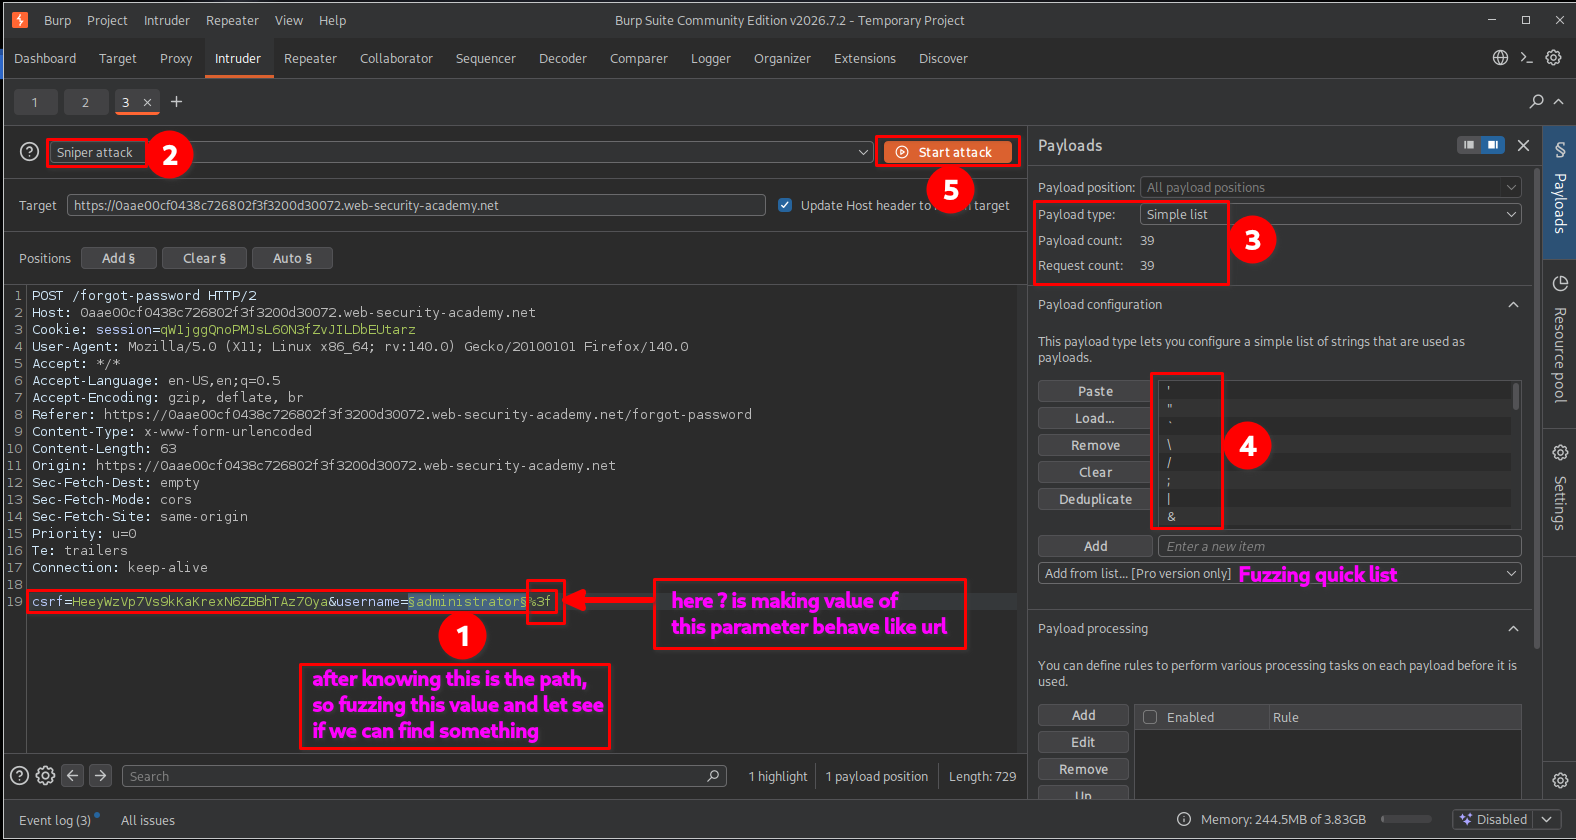 Burp Project Intruder Repeater View Help
Burp Suite Community Edition v2026.7.2 - Temporary Project
Dashboard Target Proxy Intruder Repeater Collaborator Sequencer Decoder Comparer Logger Organizer Extensions Discover
1 2 3 × +
Sniper attack
2
Start attack
5
Target https://0aae00cf0438c726802f3f3200d30072.web-security-academy.net
Update Host header to target
Positions Add § Clear § Auto §
1 POST /forgot-password HTTP/2
2 Host: 0aae00cf0438c726802f3f3200d30072.web-security-academy.net
3 Cookie: session=qW1jggQnoPMJsL6ON3fZvJILDbEUtarz
4 User-Agent: Mozilla/5.0 (X11; Linux x86_64; rv:140.0) Gecko/20100101 Firefox/140.0
5 Accept: */*
6 Accept-Language: en-US,en;q=0.5
7 Accept-Encoding: gzip, deflate, br
8 Referer: https://0aae00cf0438c726802f3f3200d30072.web-security-academy.net/forgot-password
9 Content-Type: x-www-form-urlencoded
10 Content-Length: 63
11 Origin: https://0aae00cf0438c726802f3f3200d30072.web-security-academy.net
12 Sec-Fetch-Dest: empty
13 Sec-Fetch-Mode: cors
14 Sec-Fetch-Site: same-origin
15 Priority: u=0
16 Te: trailers
17 Connection: keep-alive
18
19 csrf=HeeyWzVp7Vs9kKaKrexN6ZBBhTAz7Oya&username=§administrator§%3f
1
here ? is making value of
this parameter behave like url
after knowing this is the path,
so fuzzing this value and let see
if we can find something
Search
1 highlight 1 payload position Length: 729
Payloads
Payload position: All payload positions
Payload type: Simple list
Payload count: 39
Request count: 39
3
Payload configuration
This payload type lets you configure a simple list of strings that are used as
payloads.
Paste
Load...
Remove
Clear
Deduplicate
'
"
`
\
/
;
|
&
4
Add Enter a new item
Add from list... [Pro version only] Fuzzing quick list
Payload processing
You can define rules to perform various processing tasks on each payload before it is
used.
Add
Edit
Remove
Up
Enabled Rule
§ Payloads
Resource pool
Settings
Event log (3) All issues
Memory: 244.5MB of 3.83GB
Disabled